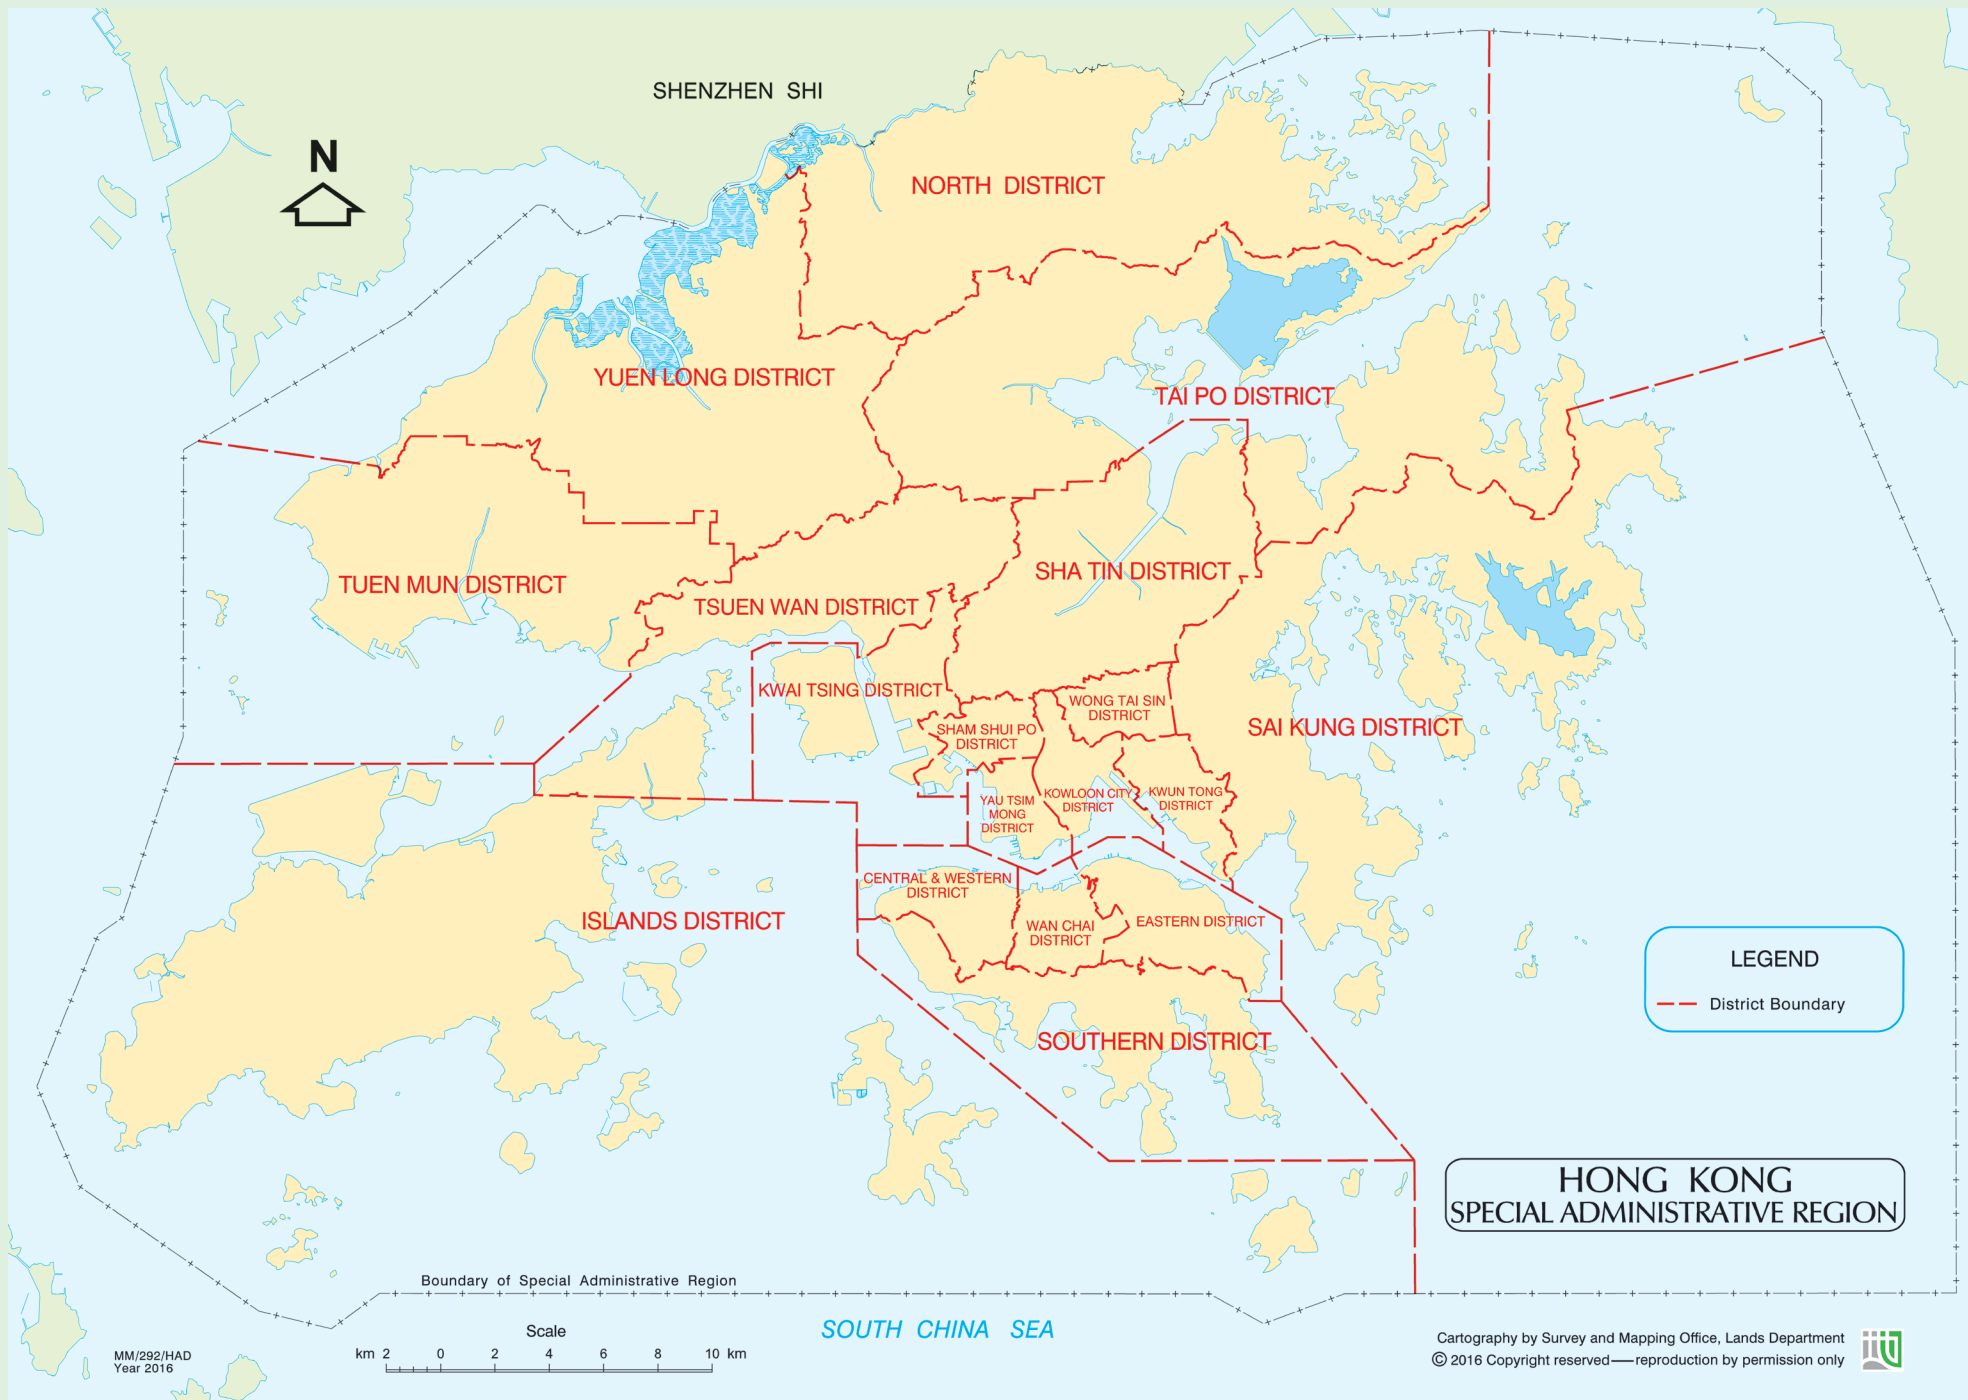 SHENZHEN SHI
N
NORTH DISTRICT
YUEN LONG DISTRICT
TAI PO DISTRICT
TUEN MUN DISTRICT
TSUEN WAN DISTRICT
SHA TIN DISTRICT
KWAI TSING DISTRICT
WONG TAI SIN
DISTRICT
SHAM SHUI PO
DISTRICT
SAI KUNG DISTRICT
YAU TSIM
MONG
DISTRICT
KOWLOON CITY
DISTRICT
KWUN TONG
DISTRICT
CENTRAL & WESTERN
DISTRICT
WAN CHAI
DISTRICT
EASTERN DISTRICT
ISLANDS DISTRICT
SOUTHERN DISTRICT
LEGEND
District Boundary
HONG KONG
SPECIAL ADMINISTRATIVE REGION
Boundary of Special Administrative Region
SOUTH CHINA SEA
Scale
km 2 0 2 4 6 8 10 km
MM/292/HAD
Year 2016
Cartography by Survey and Mapping Office, Lands Department
© 2016 Copyright reserved — reproduction by permission only